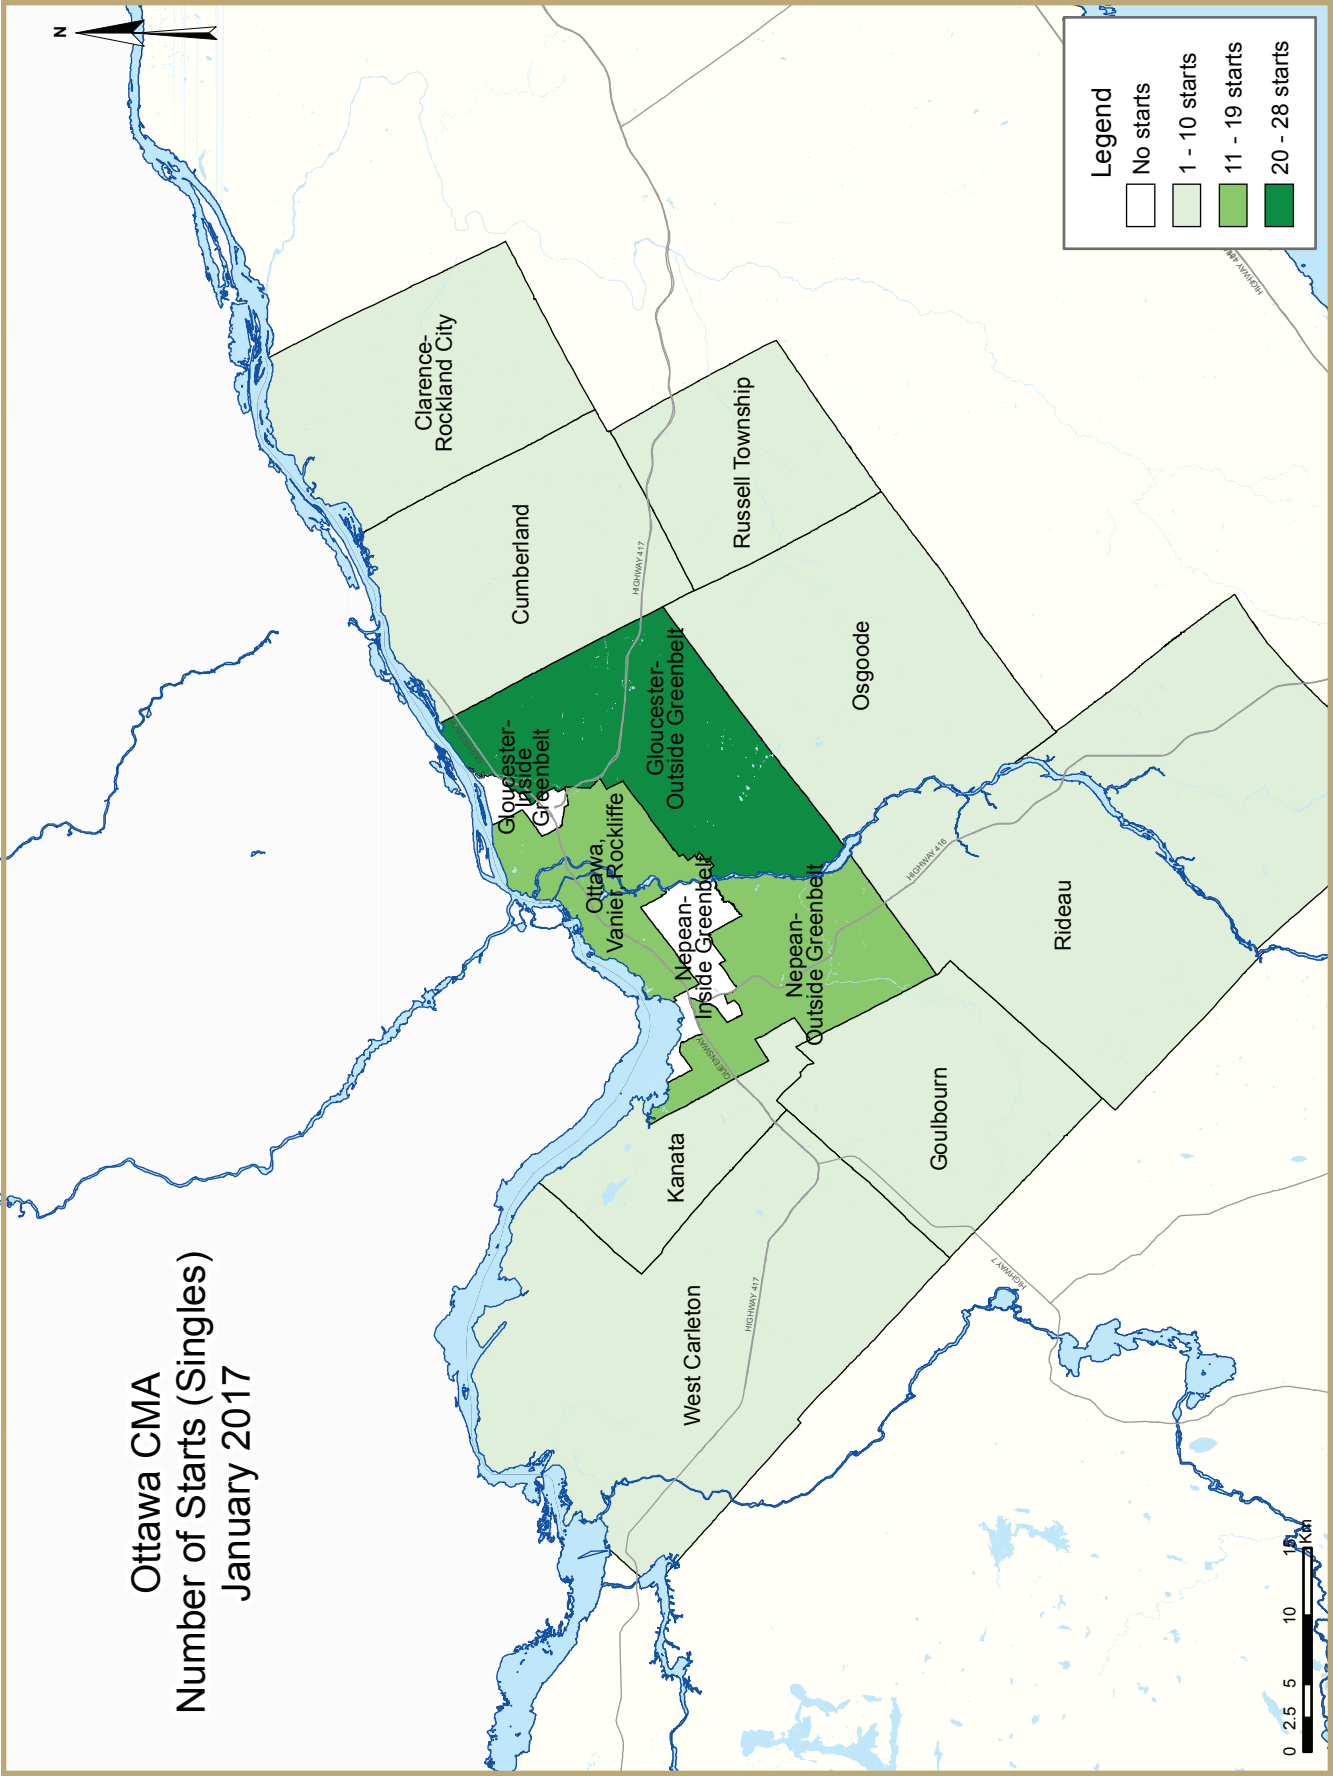 Ottawa CMA
Number of Starts (Singles)
January 2017
N
Clarence-
Rockland City
Cumberland
Russell Township
HIGHWAY 417
Gloucester-
Inside
Greenbelt
Gloucester-
Outside Greenbelt
Osgoode
Ottawa,
Vanier, Rockliffe
Nepean-
Inside Greenbelt
Nepean-
Outside Greenbelt
HIGHWAY 416
Rideau
QUEENSWAY
Kanata
Goulbourn
West Carleton
HIGHWAY 417
HIGHWAY 7
Legend
No starts
1 - 10 starts
11 - 19 starts
20 - 28 starts
0 2.5 5 10 15
Km